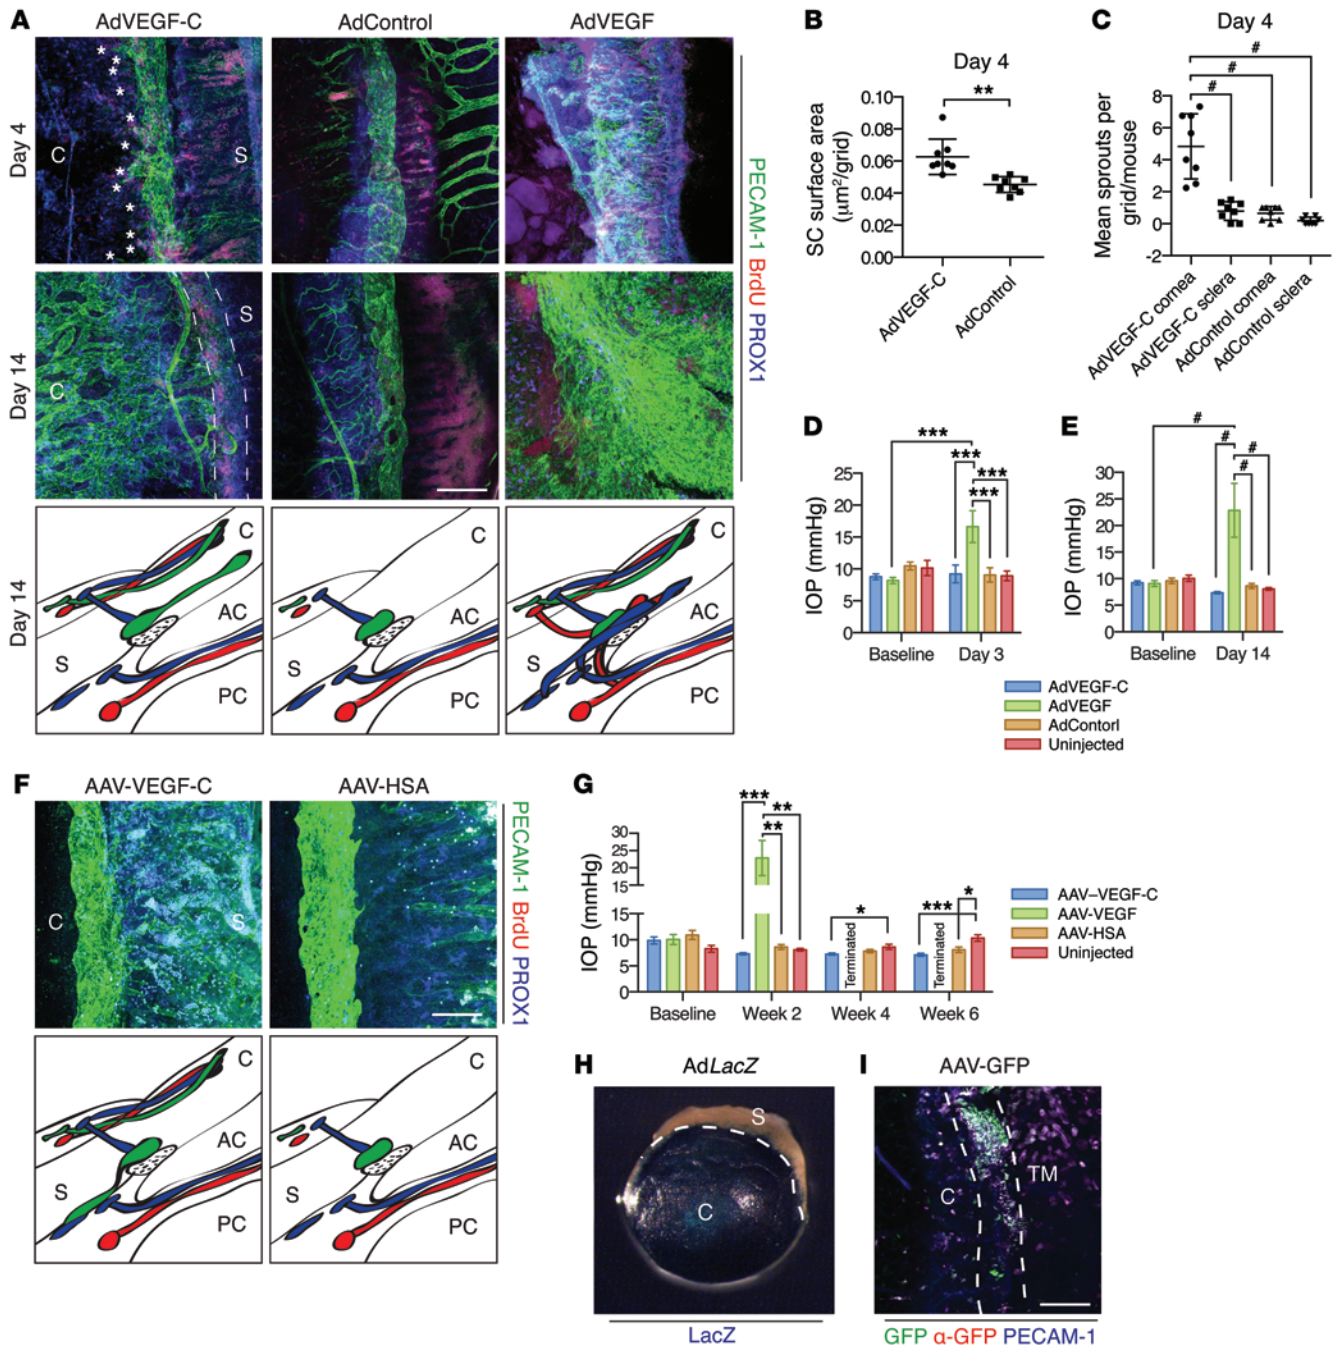 A
AdVEGF-C
AdControl
AdVEGF
Day 4
C
S
PECAM-1 BrdU PROX1
Day 14
C
S
Day 14
C
AC
S
PC
C
AC
S
PC
C
AC
S
PC
B
Day 4
**
SC surface area
(μm²/grid)
0.10
0.08
0.06
0.04
0.02
0.00
AdVEGF-C
AdControl
C
Day 4
#
#
#
Mean sprouts per
grid/mouse
8
6
4
2
0
-2
AdVEGF-C cornea
AdVEGF-C sclera
AdControl cornea
AdControl sclera
D
***
***
***
***
IOP (mmHg)
25
20
15
10
5
0
Baseline
Day 3
E
#
#
#
#
IOP (mmHg)
30
25
20
15
10
5
0
Baseline
Day 14
AdVEGF-C
AdVEGF
AdContorl
Uninjected
F
AAV-VEGF-C
AAV-HSA
C
S
PECAM-1 BrdU PROX1
C
AC
S
PC
C
AC
S
PC
G
***
**
**
*
***
*
IOP (mmHg)
30
25
20
15
15
10
5
0
Terminated
Terminated
Baseline
Week 2
Week 4
Week 6
AAV–VEGF-C
AAV-VEGF
AAV-HSA
Uninjected
H
AdLacZ
S
C
LacZ
I
AAV-GFP
C
TM
GFP α-GFP PECAM-1